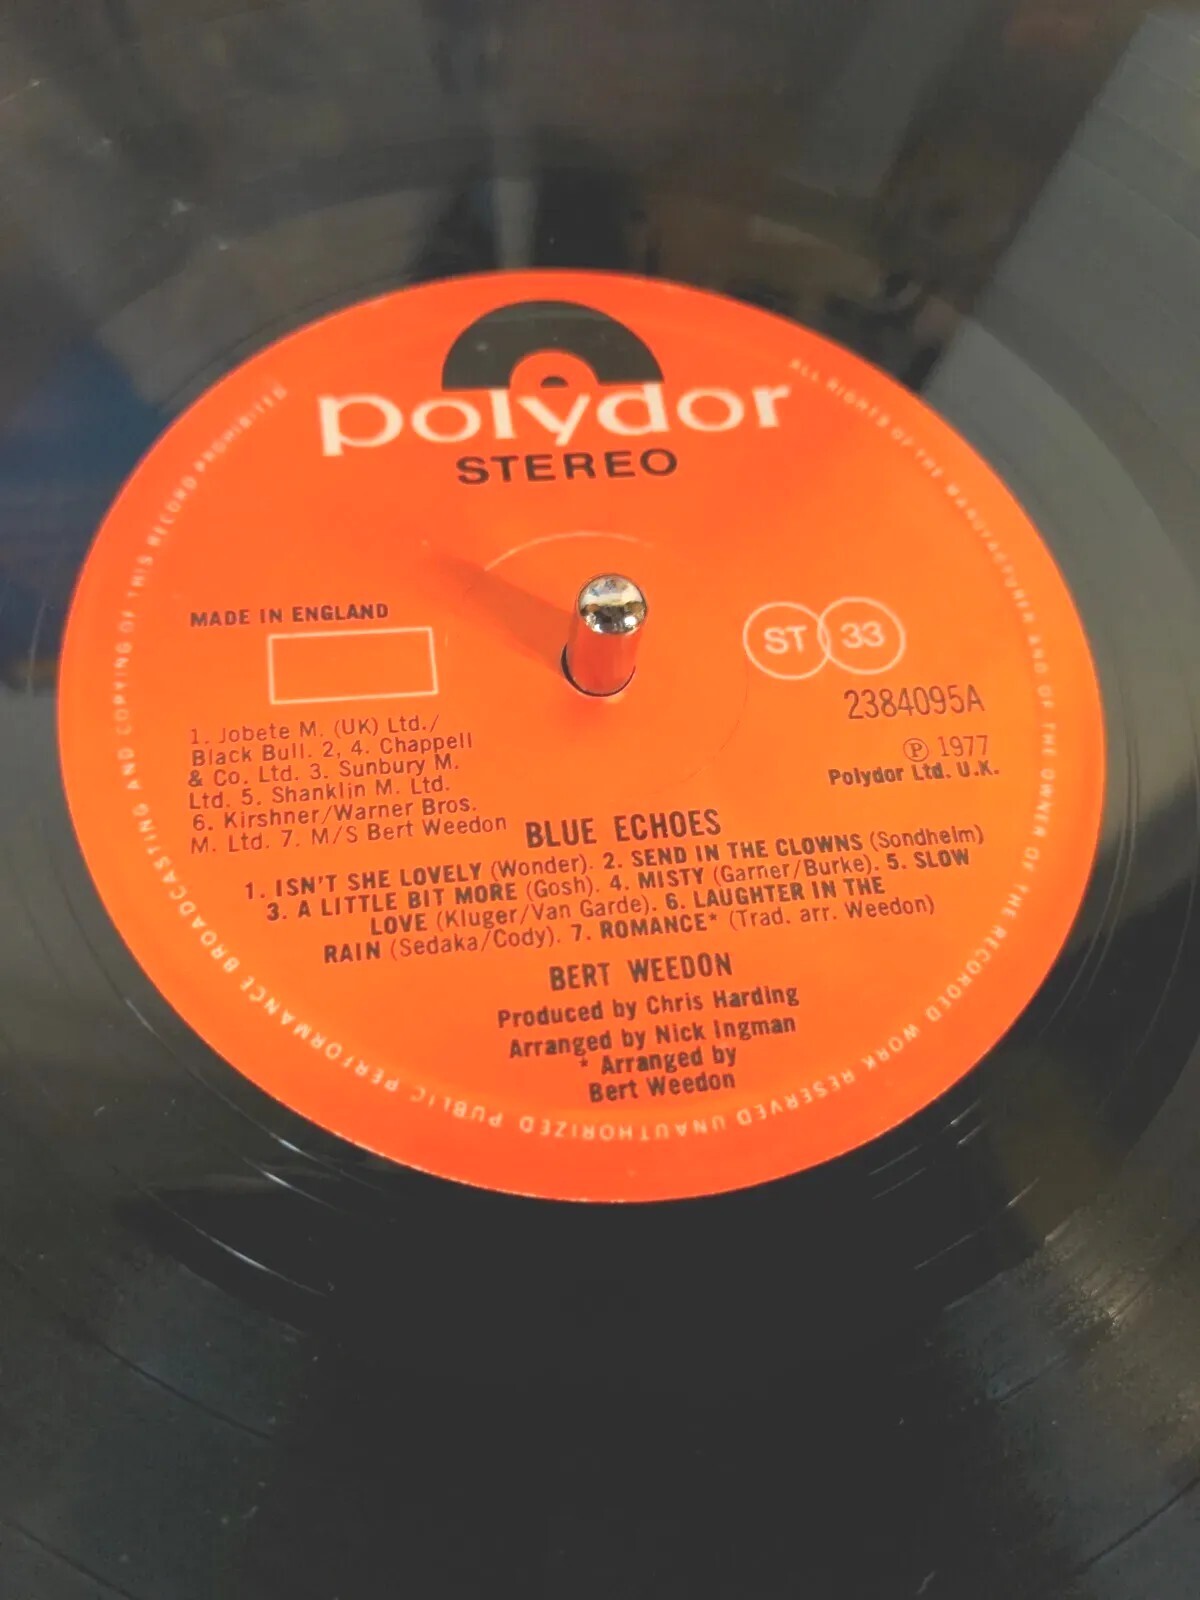 polydor
STEREO
MADE IN ENGLAND
ST 33
2384095A
Ⓟ 1977
Polydor Ltd. U.K.
1. Jobete M. (UK) Ltd./
Black Bull. 2, 4. Chappell
& Co. Ltd. 3. Sunbury M.
Ltd. 5. Shanklin M. Ltd.
6. Kirshner/Warner Bros.
M. Ltd. 7. M/S Bert Weedon
BLUE ECHOES
1. ISN'T SHE LOVELY (Wonder). 2. SEND IN THE CLOWNS (Sondheim)
3. A LITTLE BIT MORE (Gosh). 4. MISTY (Garner/Burke). 5. SLOW
LOVE (Kluger/Van Garde). 6. LAUGHTER IN THE
RAIN (Sedaka/Cody). 7. ROMANCE* (Trad. arr. Weedon)
BERT WEEDON
Produced by Chris Harding
Arranged by Nick Ingman
* Arranged by
Bert Weedon
ALL RIGHTS OF THE MANUFACTURER AND OF THE OWNER OF THE RECORDED WORK RESERVED UNAUTHORIZED PUBLIC PERFORMANCE BROADCASTING AND COPYING OF THIS RECORD PROHIBITED